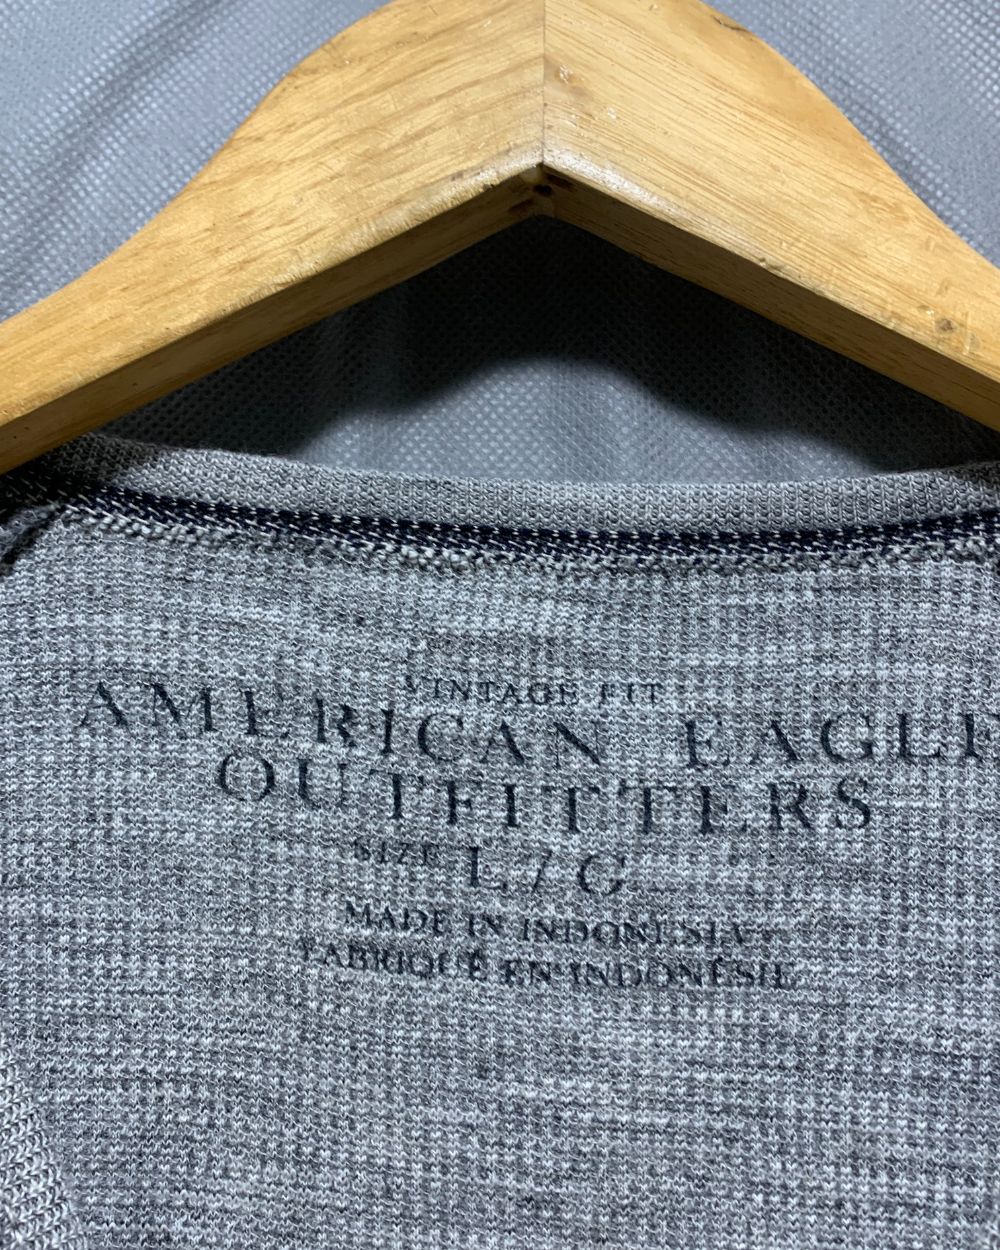 VINTAGE FIT
AMERICAN EAGLE
OUTFITTERS
SIZE L / G
MADE IN INDONESIA
FABRIQUÉ EN INDONÉSIE